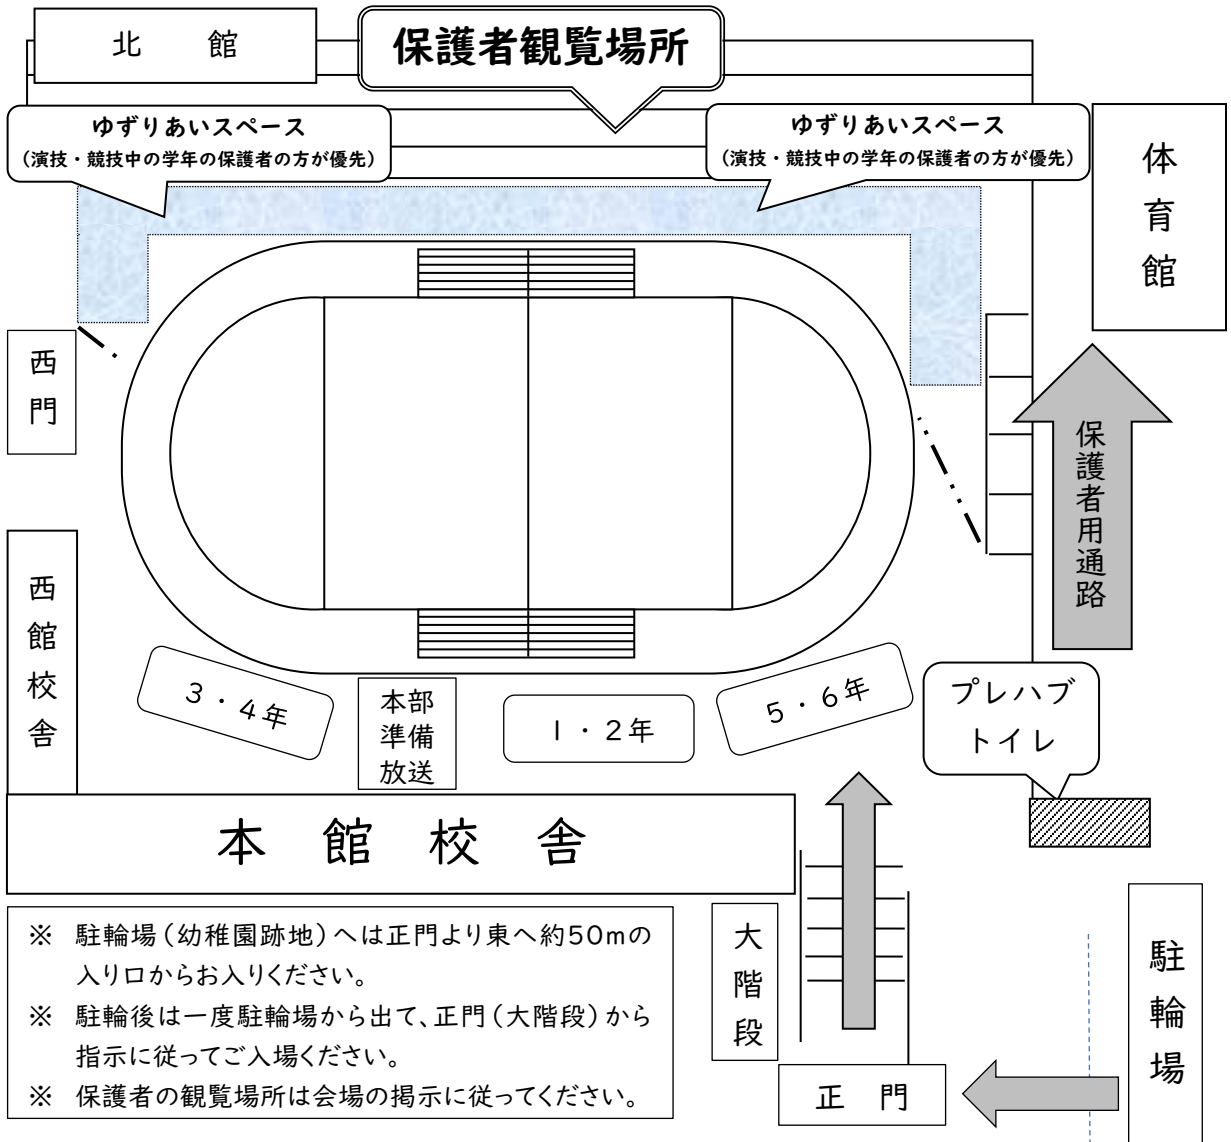 北　館
保護者観覧場所
ゆずりあいスペース
（演技・競技中の学年の保護者の方が優先）
ゆずりあいスペース
（演技・競技中の学年の保護者の方が優先）
体育館
西門
保護者用通路
西館校舎
3・4年
本部
準備
放送
1・2年
5・6年
プレハブ
トイレ
本館校舎
※　駐輪場（幼稚園跡地）へは正門より東へ約50mの
入り口からお入りください。
※　駐輪後は一度駐輪場から出て、正門（大階段）から
指示に従ってご入場ください。
※　保護者の観覧場所は会場の掲示に従ってください。
大階段
正　門
駐輪場